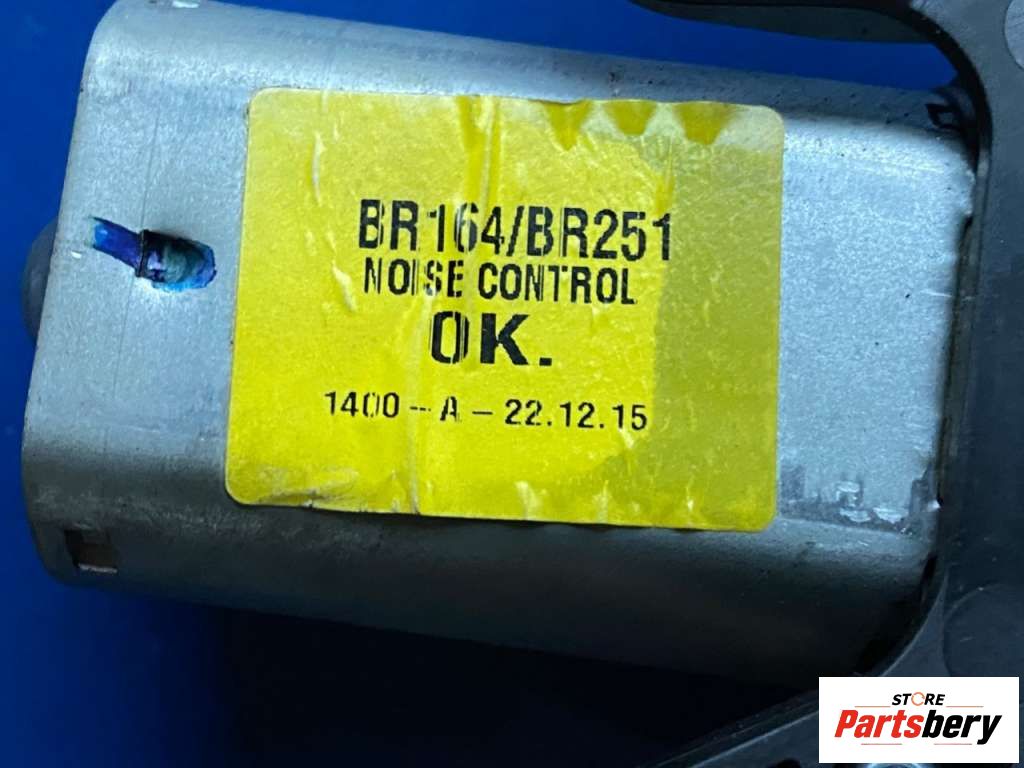 BR164/BR251
NOISE CONTROL
OK.
1400 - A - 22.12.15
STORE
Partsbery